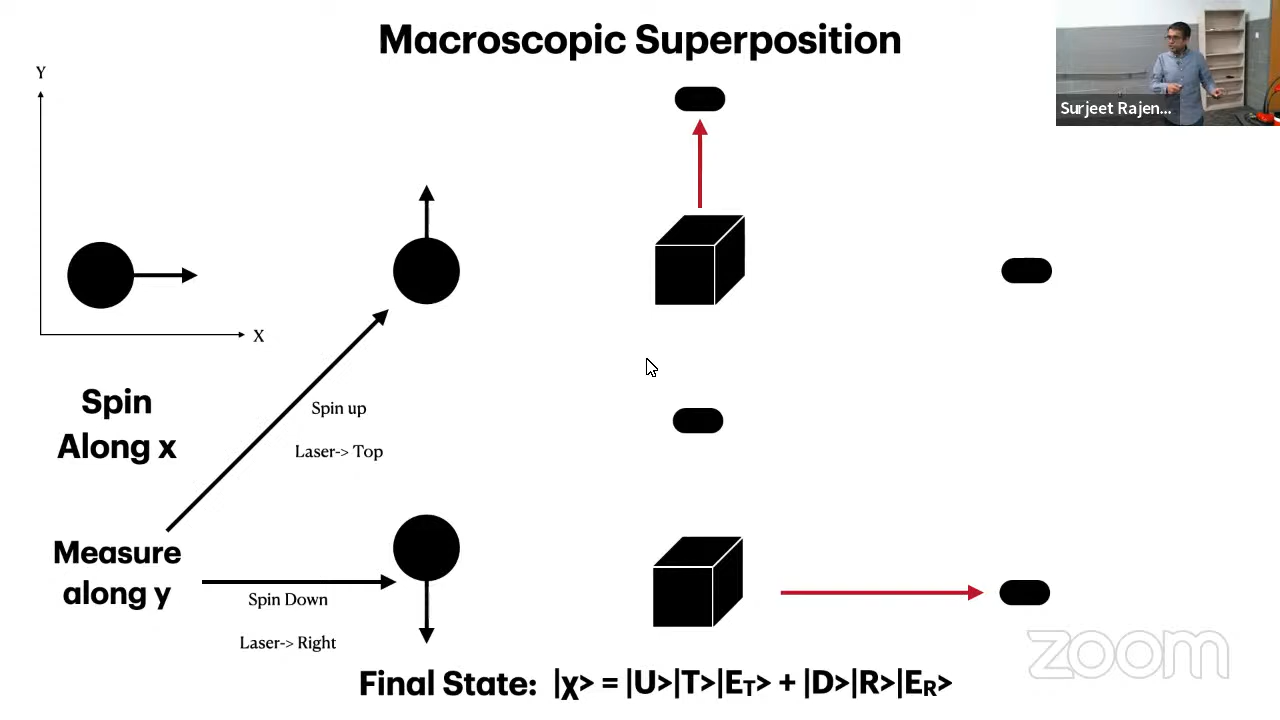 Macroscopic Superposition
Surjeet Rajen...
Y
X
Spin
Along x
Spin up
Laser-> Top
Measure
along y
Spin Down
Laser-> Right
Final State: |χ> = |U>|T>|E_T> + |D>|R>|E_R>
zoom